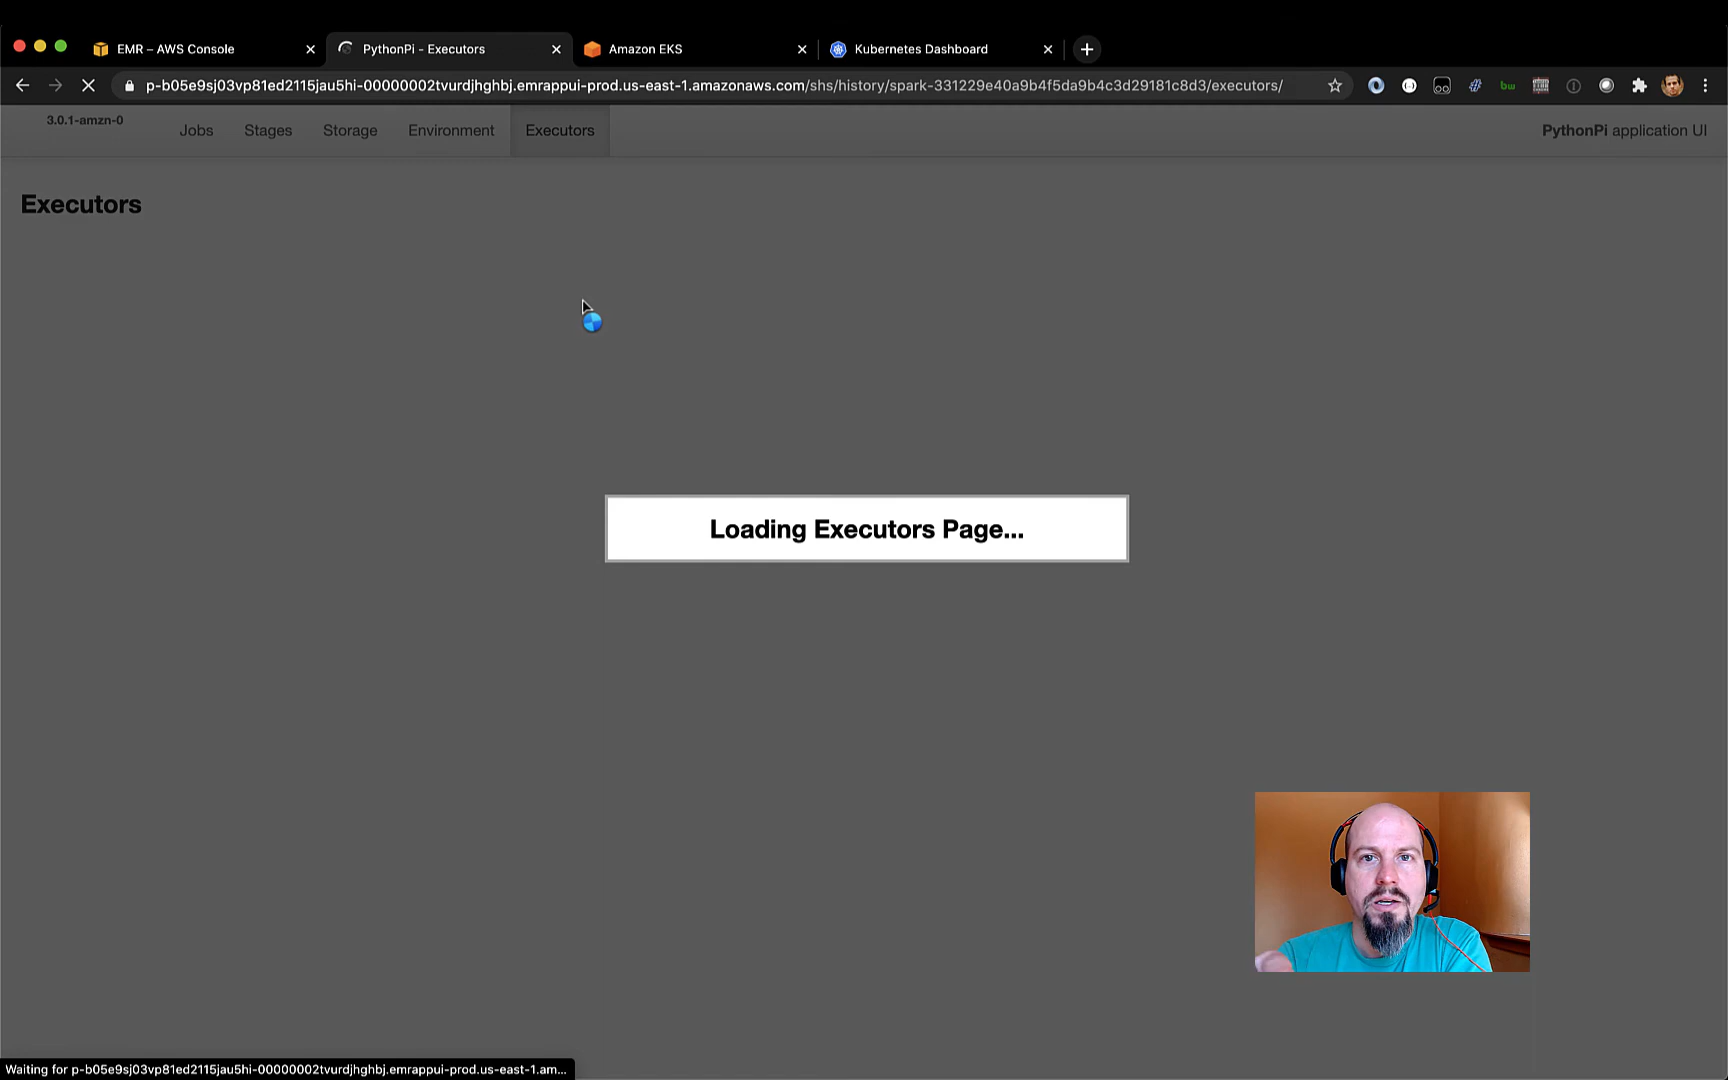 EMR – AWS Console
PythonPi - Executors
Amazon EKS
Kubernetes Dashboard
p-b05e9sj03vp81ed2115jau5hi-00000002tvurdjhghbj.emrappui-prod.us-east-1.amazonaws.com/shs/history/spark-331229e40a9b4f5da9b4c3d29181c8d3/executors/
bw
3.0.1-amzn-0
Jobs
Stages
Storage
Environment
Executors
PythonPi application UI
Executors
Loading Executors Page...
Waiting for p-b05e9sj03vp81ed2115jau5hi-00000002tvurdjhghbj.emrappui-prod.us-east-1.am...